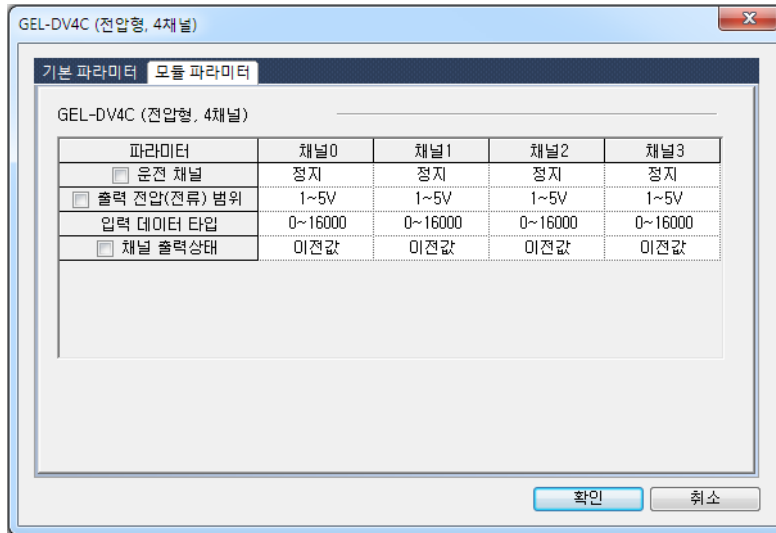 GEL-DV4C (전압형, 4채널)
기본 파라미터 모듈 파라미터
GEL-DV4C (전압형, 4채널)
파라미터 채널0 채널1 채널2 채널3
운전 채널 정지 정지 정지 정지
출력 전압(전류) 범위 1~5V 1~5V 1~5V 1~5V
입력 데이터 타입 0~16000 0~16000 0~16000 0~16000
채널 출력상태 이전값 이전값 이전값 이전값
확인 취소